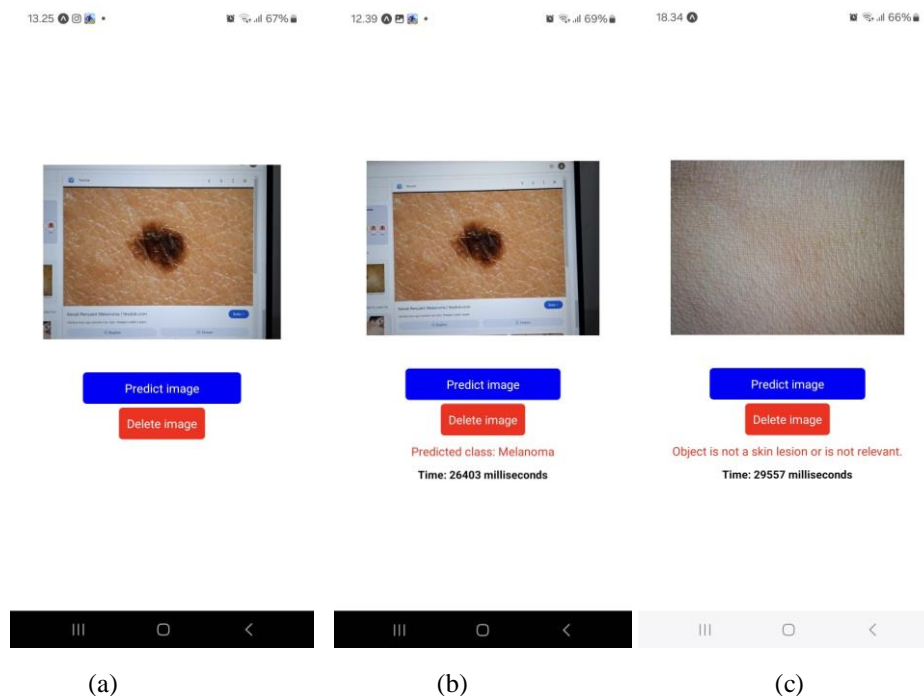 13.25
67%
Predict image
Delete image
(a)
12.39
69%
Predict image
Delete image
Predicted class: Melanoma
Time: 26403 milliseconds
(b)
18.34
66%
Predict image
Delete image
Object is not a skin lesion or is not relevant.
Time: 29557 milliseconds
(c)